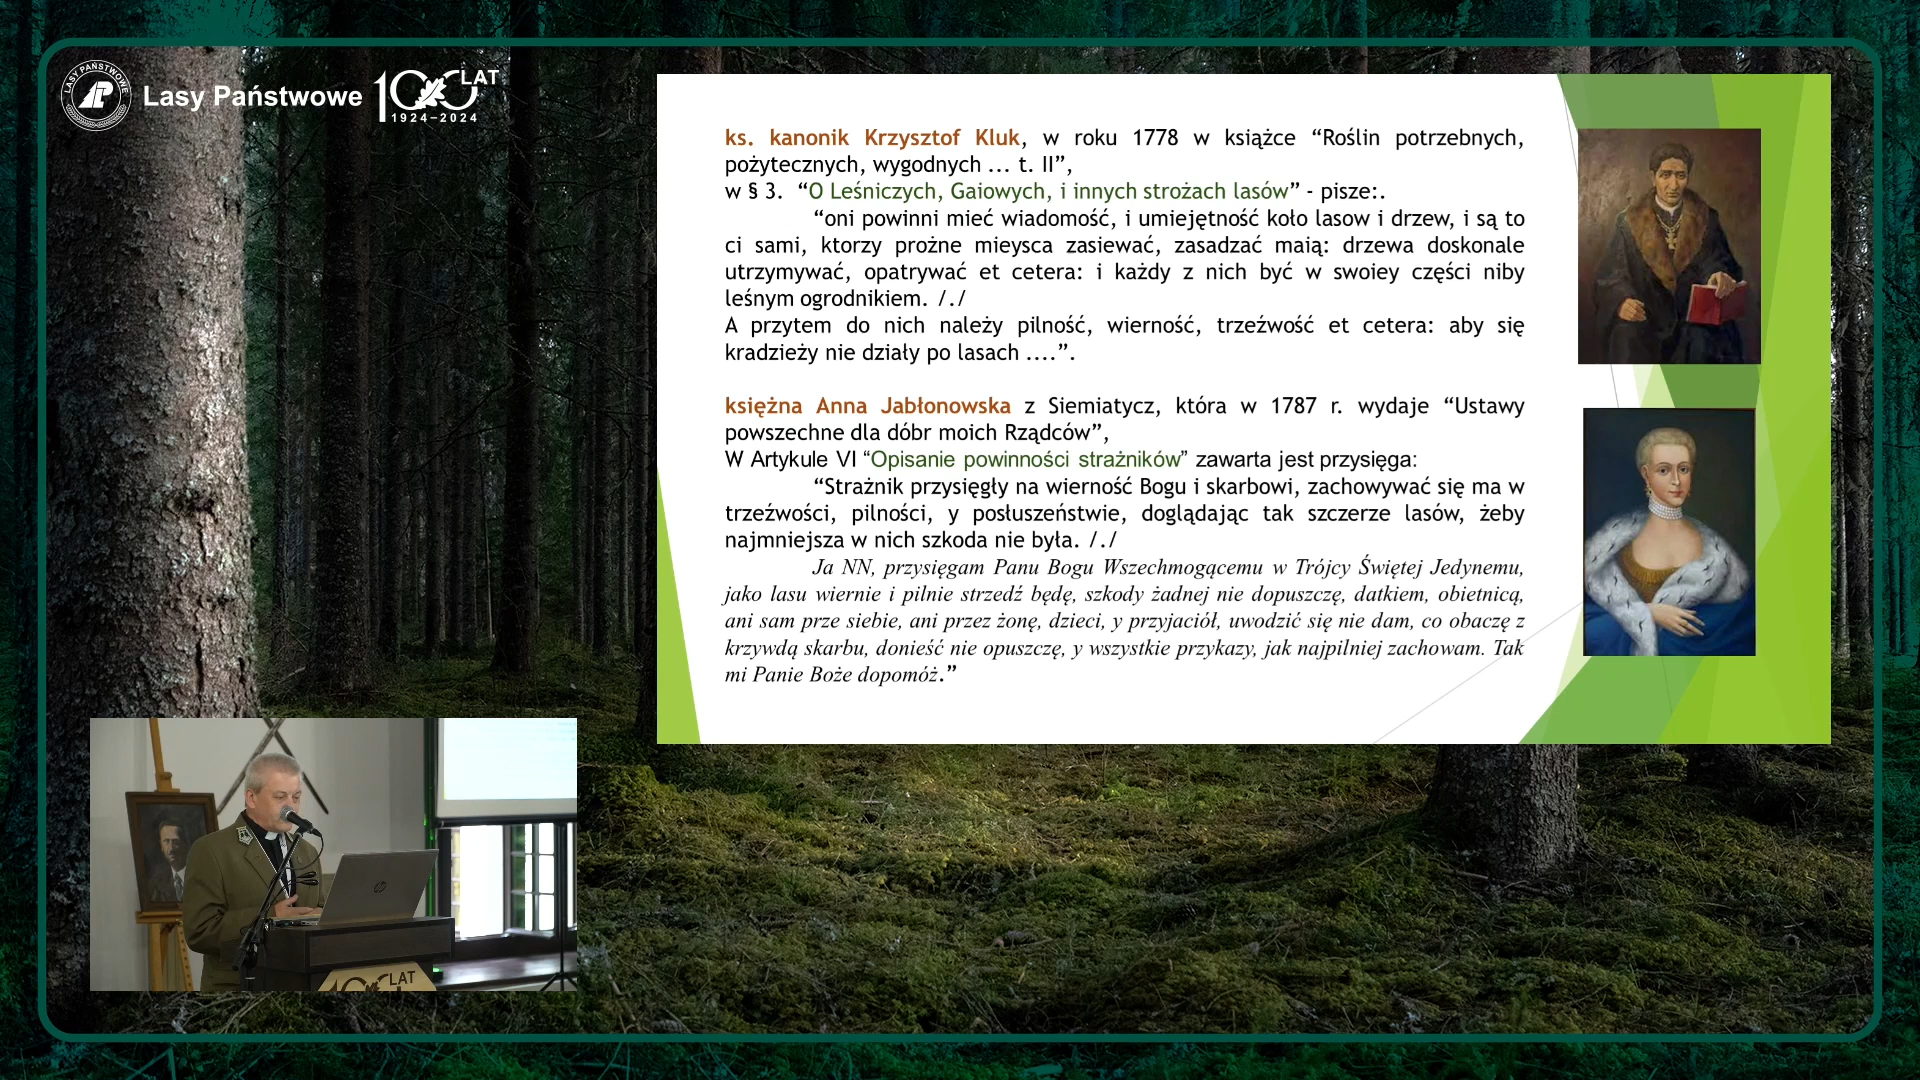 LASY PAŃSTWOWE
Lasy Państwowe
100 LAT
1924–2024
ks. kanonik Krzysztof Kluk, w roku 1778 w książce “Roślin potrzebnych,
pożytecznych, wygodnych ... t. II”,
w § 3. “O Leśniczych, Gaiowych, i innych strożach lasów” - pisze:.
“oni powinni mieć wiadomość, i umiejętność koło lasow i drzew, i są to
ci sami, ktorzy prożne mieysca zasiewać, zasadzać maią: drzewa doskonale
utrzymywać, opatrywać et cetera: i każdy z nich być w swoiey części niby
leśnym ogrodnikiem. /./
A przytem do nich należy pilność, wierność, trzeźwość et cetera: aby się
kradzieży nie działy po lasach ....”.
księżna Anna Jabłonowska z Siemiatycz, która w 1787 r. wydaje “Ustawy
powszechne dla dóbr moich Rządców”,
W Artykule VI “Opisanie powinności strażników” zawarta jest przysięga:
“Strażnik przysięgły na wierność Bogu i skarbowi, zachowywać się ma w
trzeźwości, pilności, y posłuszeństwie, doglądając tak szczerze lasów, żeby
najmniejsza w nich szkoda nie była. /./
Ja NN, przysięgam Panu Bogu Wszechmogącemu w Trójcy Świętej Jedynemu,
jako lasu wiernie i pilnie strzedź będę, szkody żadnej nie dopuszczę, datkiem, obietnicą,
ani sam prze siebie, ani przez żonę, dzieci, y przyjaciół, uwodzić się nie dam, co obaczę z
krzywdą skarbu, donieść nie opuszczę, y wszystkie przykazy, jak najpilniej zachowam. Tak
mi Panie Boże dopomóż.”
hp
100 LAT